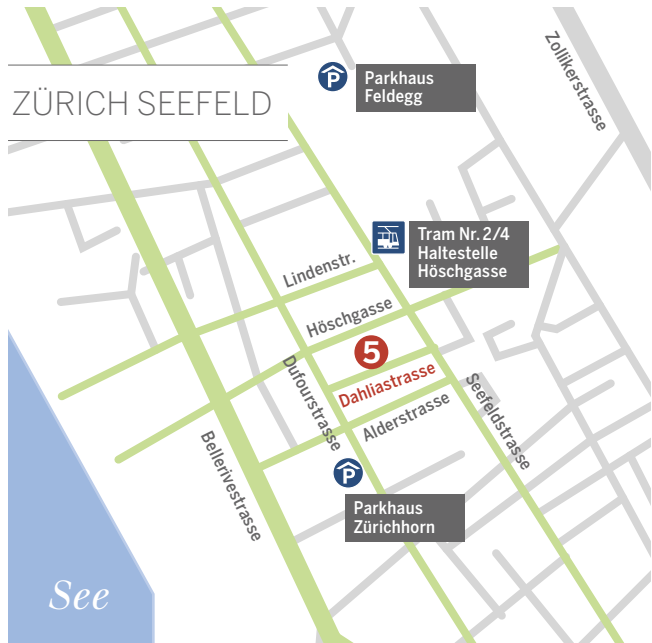 ZÜRICH SEEFELD
P
Parkhaus
Feldegg
Zollikerstrasse
Tram Nr. 2/4
Haltestelle
Höschgasse
Lindenstr.
Höschgasse
5
Dahliastrasse
Dufourstrasse
Alderstrasse
Seefeldstrasse
Bellerivestrasse
P
Parkhaus
Zürichhorn
See